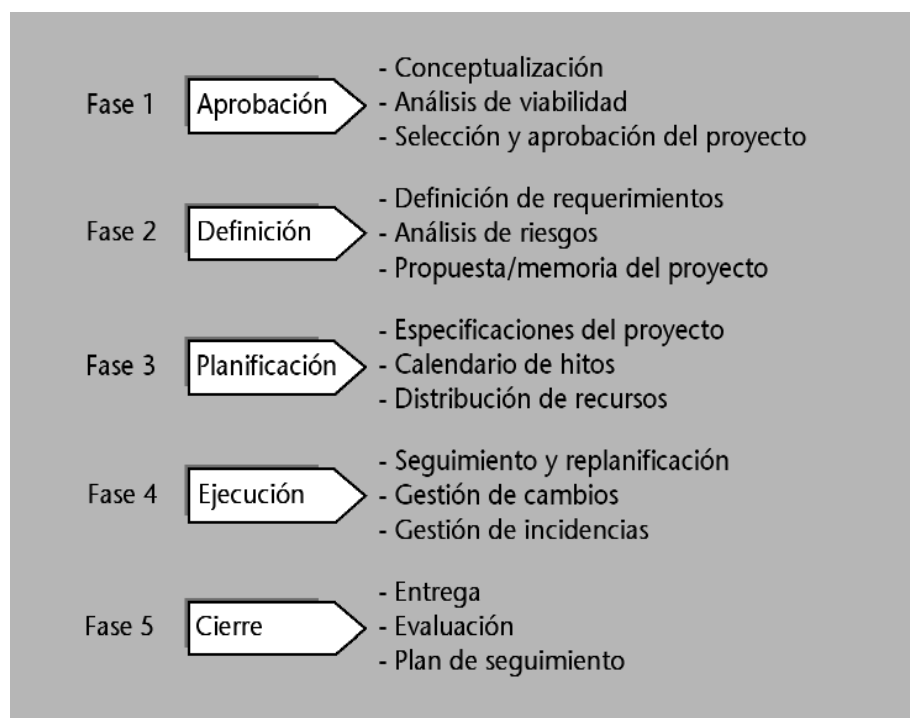 - Conceptualización
Fase 1 Aprobación - Análisis de viabilidad
- Selección y aprobación del proyecto
- Definición de requerimientos
Fase 2 Definición - Análisis de riesgos
- Propuesta/memoria del proyecto
- Especificaciones del proyecto
Fase 3 Planificación - Calendario de hitos
- Distribución de recursos
- Seguimiento y replanificación
Fase 4 Ejecución - Gestión de cambios
- Gestión de incidencias
- Entrega
Fase 5 Cierre - Evaluación
- Plan de seguimiento